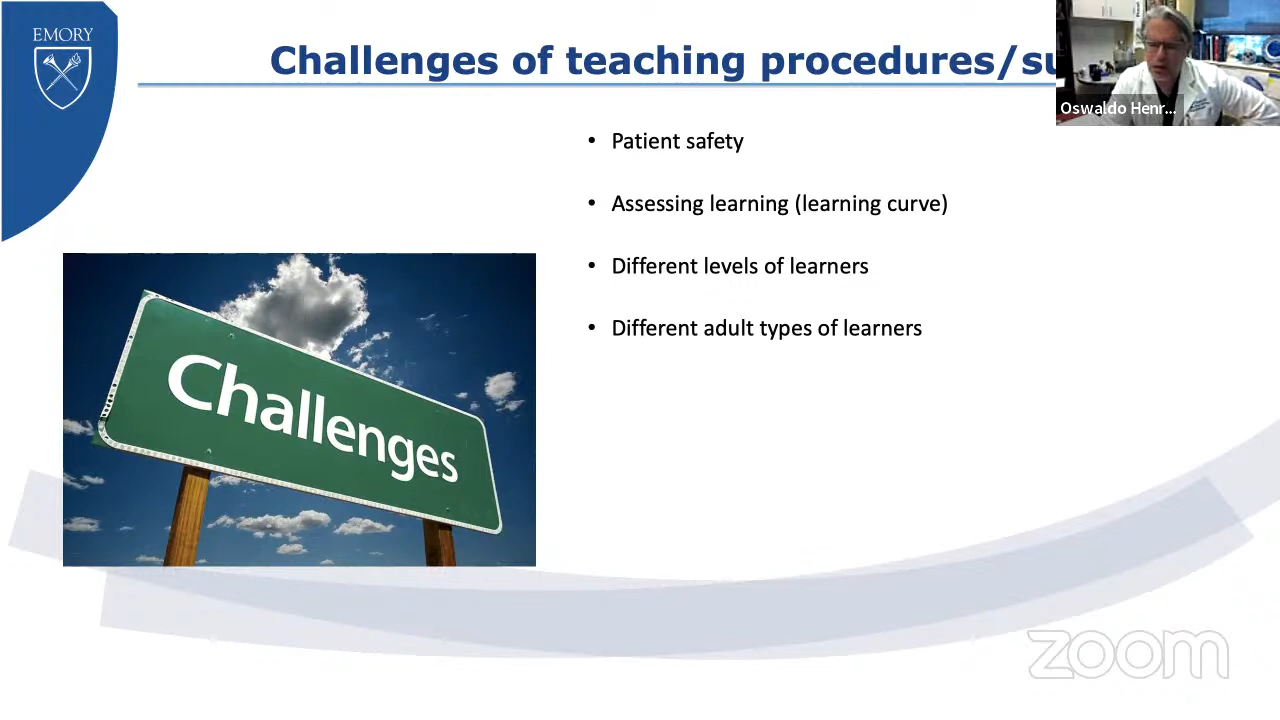 EMORY
Challenges of teaching procedures/su
Oswaldo Henr...
• Patient safety
• Assessing learning (learning curve)
• Different levels of learners
• Different adult types of learners
Challenges
zoom